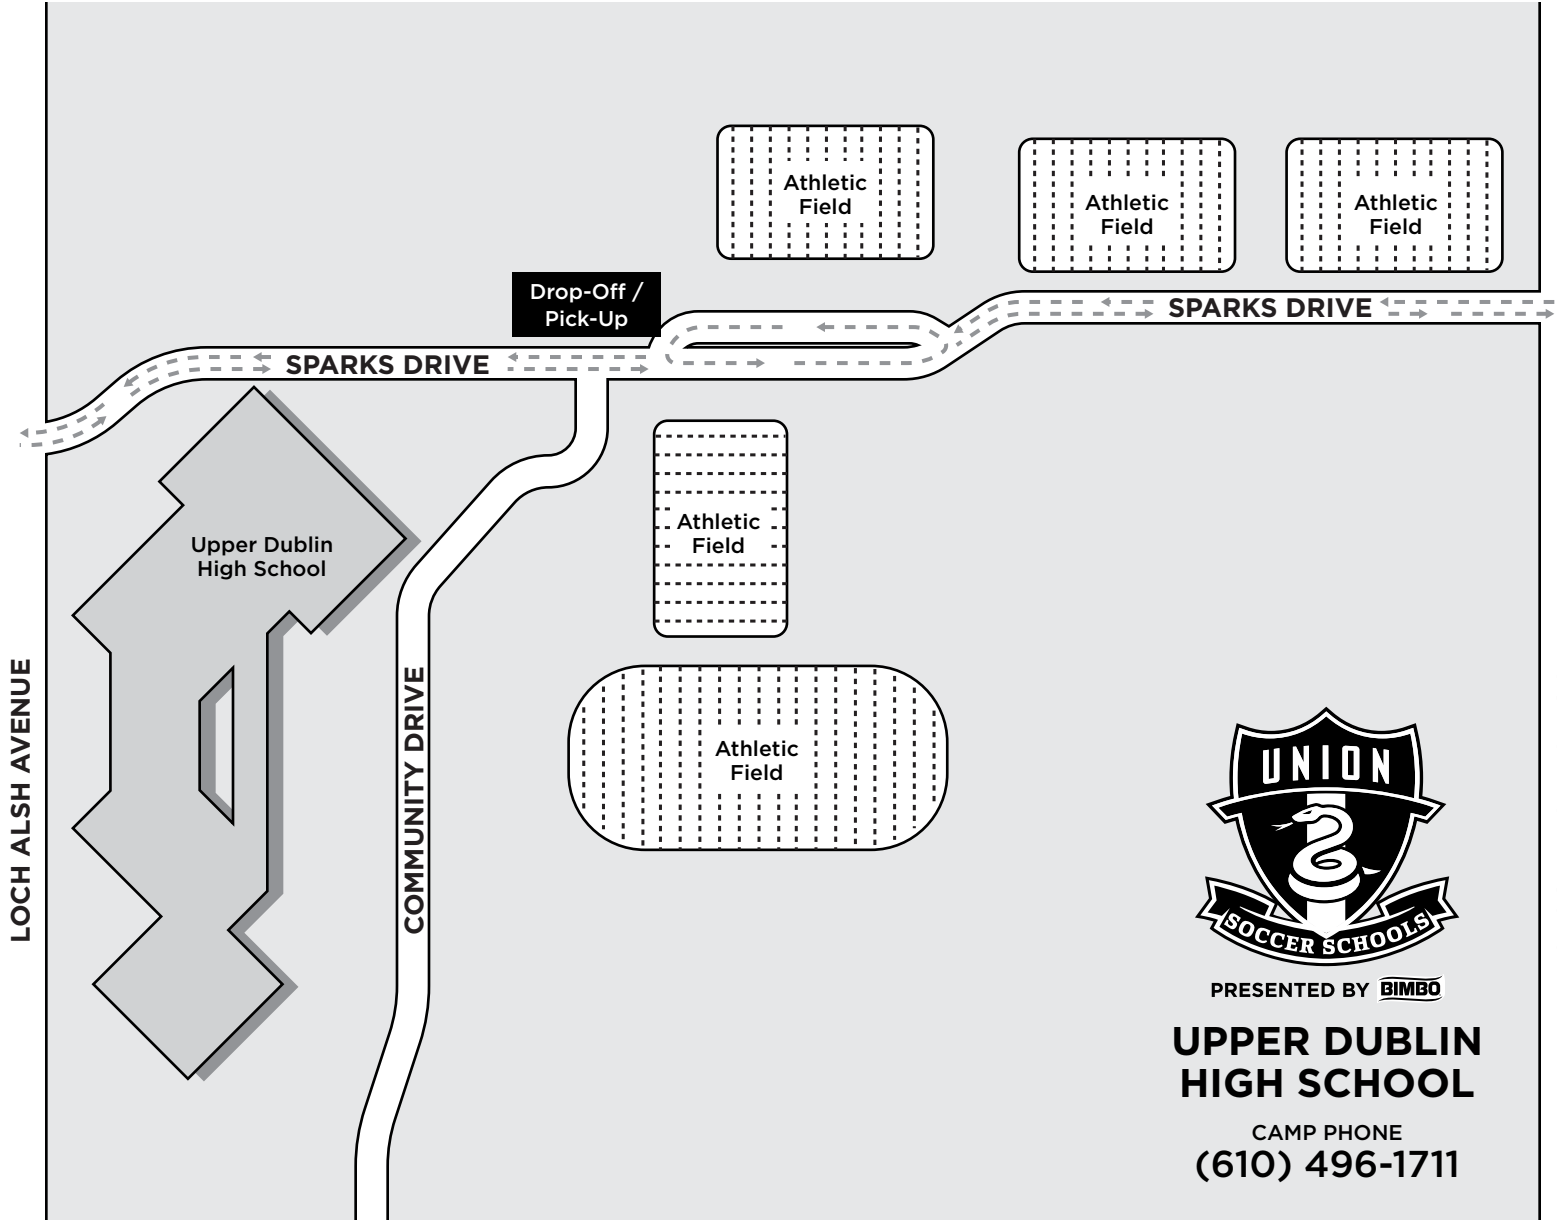 Athletic
Field
Athletic
Field
Athletic
Field
Drop-Off /
Pick-Up
SPARKS DRIVE
SPARKS DRIVE
Athletic
Field
Upper Dublin
High School
LOCH ALSH AVENUE
COMMUNITY DRIVE
Athletic
Field
UNION
SOCCER SCHOOLS
PRESENTED BY BIMBO
UPPER DUBLIN
HIGH SCHOOL
CAMP PHONE
(610) 496-1711